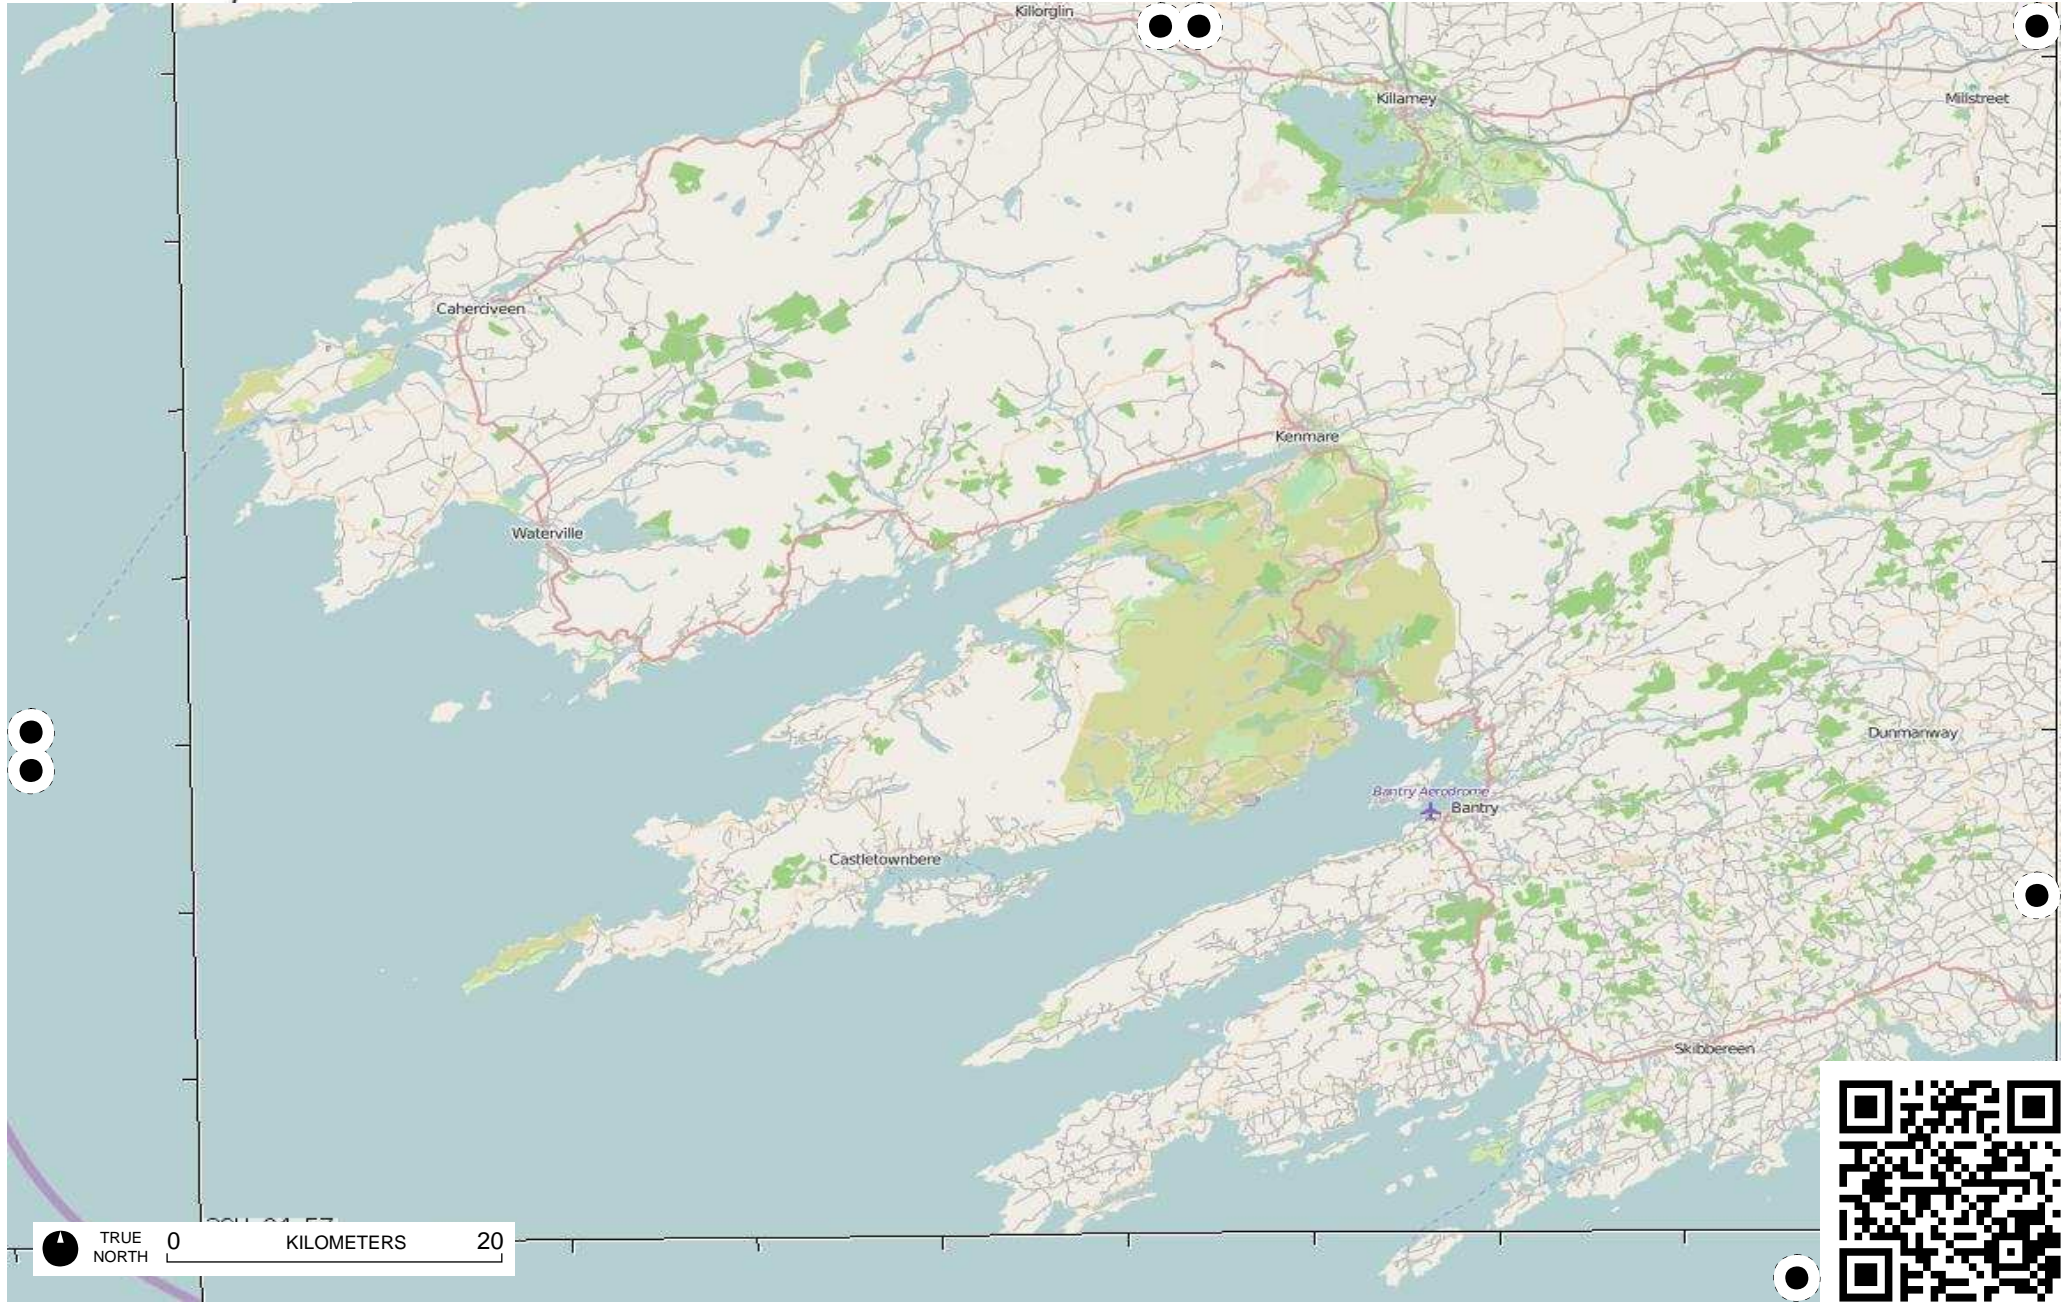 Killorglin
Killarney
Millstreet
Caherciveen
Kenmare
Waterville
Dunmanway
Bantry Aerodrome
Bantry
Castletownbere
Skibbereen
TRUE
NORTH
0 KILOMETERS 20